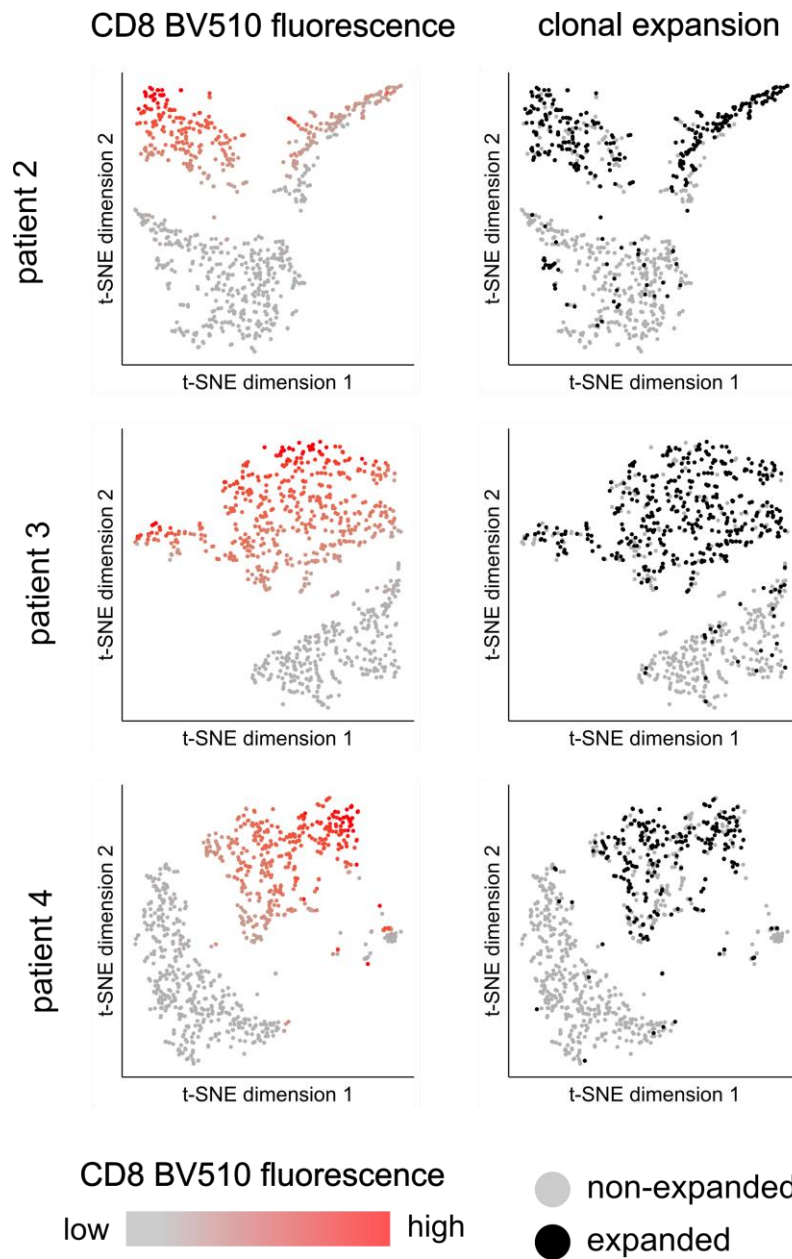 CD8 BV510 fluorescence
clonal expansion
patient 2
t-SNE dimension 2
t-SNE dimension 1
t-SNE dimension 2
t-SNE dimension 1
patient 3
t-SNE dimension 2
t-SNE dimension 1
t-SNE dimension 2
t-SNE dimension 1
patient 4
t-SNE dimension 2
t-SNE dimension 1
t-SNE dimension 2
t-SNE dimension 1
CD8 BV510 fluorescence
low
high
non-expanded
expanded